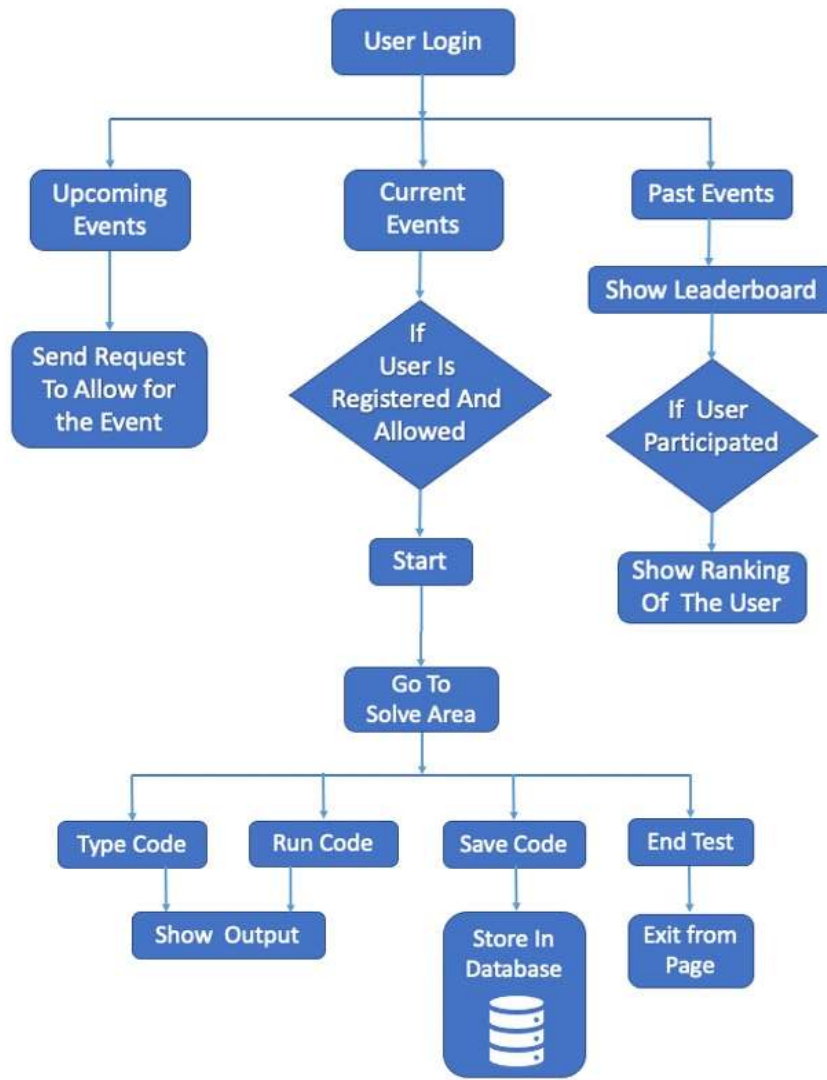 User Login
Upcoming
Events
Current
Events
Past Events
Send Request
To Allow for
the Event
If
User Is
Registered And
Allowed
Show Leaderboard
If User
Participated
Show Ranking
Of The User
Start
Go To
Solve Area
Type Code
Run Code
Save Code
End Test
Show Output
Store In
Database
Exit from
Page